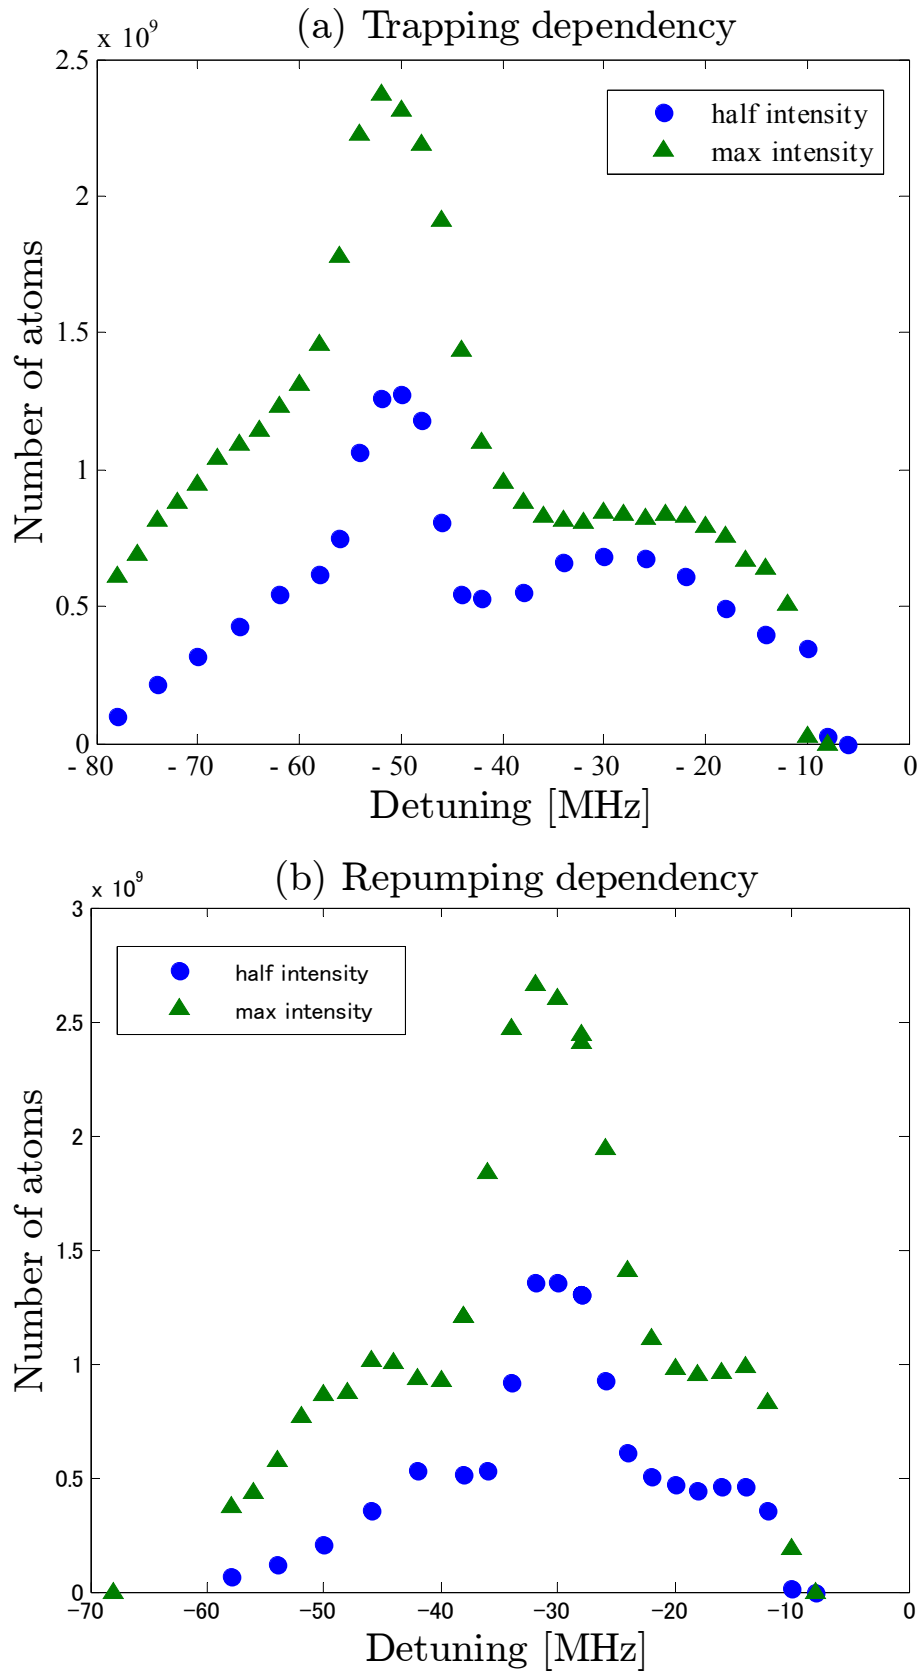 (a) Trapping dependency
x 10^9
2.5
2
1.5
1
0.5
0
Number of atoms
half intensity
max intensity
- 80 - 70 - 60 - 50 - 40 - 30 - 20 - 10 0
Detuning [MHz]
(b) Repumping dependency
x 10^9
3
2.5
2
1.5
1
0.5
0
Number of atoms
half intensity
max intensity
-70 -60 -50 -40 -30 -20 -10 0
Detuning [MHz]